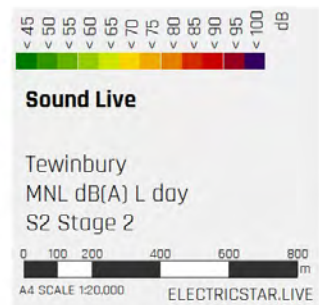 < 45 < 50 < 55 < 60 < 65 < 70 < 75 < 80 < 85 < 90 < 95 < 100 dB
Sound Live
Tewinbury
MNL dB(A) L day
S2 Stage 2
0 100 200 400 600 800
m
A4 SCALE 1:20,000 ELECTRICSTAR.LIVE